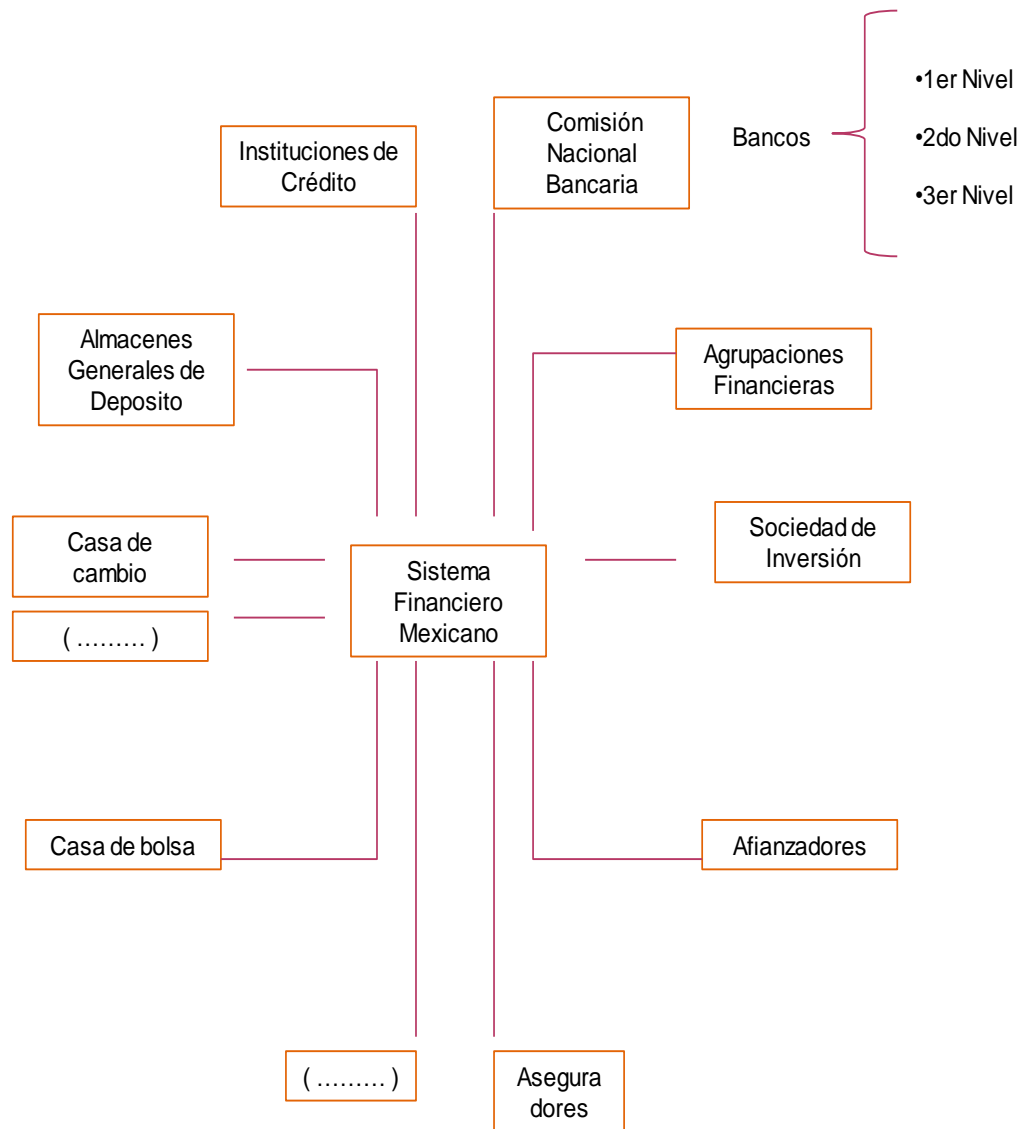 Instituciones de
Crédito
Comisión
Nacional
Bancaria
Bancos
•1er Nivel
•2do Nivel
•3er Nivel
Almacenes
Generales de
Deposito
Agrupaciones
Financieras
Casa de
cambio
( ……… )
Sistema
Financiero
Mexicano
Sociedad de
Inversión
Casa de bolsa
Afianzadores
( ……… )
Asegura
dores